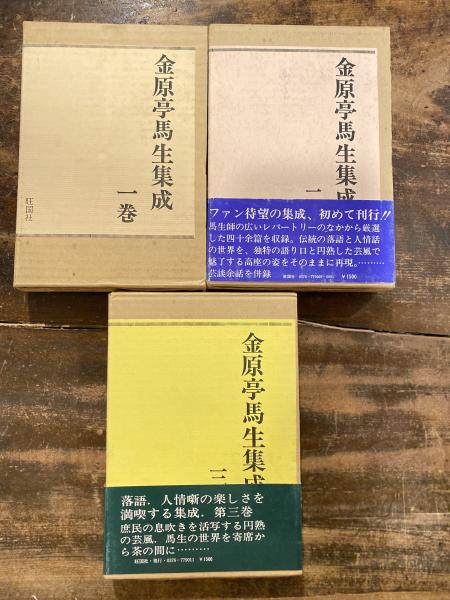 金原亭馬生集成
一巻
旺国社
金原亭馬生集成
ファン待望の集成、初めて刊行!!
馬生師の広いレパートリーのなかから厳選
した四十余篇を収録。伝統の落語と人情話
の世界を、独特の語り口と円熟した芸風で
魅了する高座の姿をそのままに再現。………
芸談余話を併録
¥1500
金原亭馬生集成
落語．人情噺の楽しさを
満喫する集成．第三巻
庶民の息吹きを活写する円熟
の芸風．馬生の世界を寄席か
ら茶の間に………
旺国社・発行・0376-779011 ¥1500